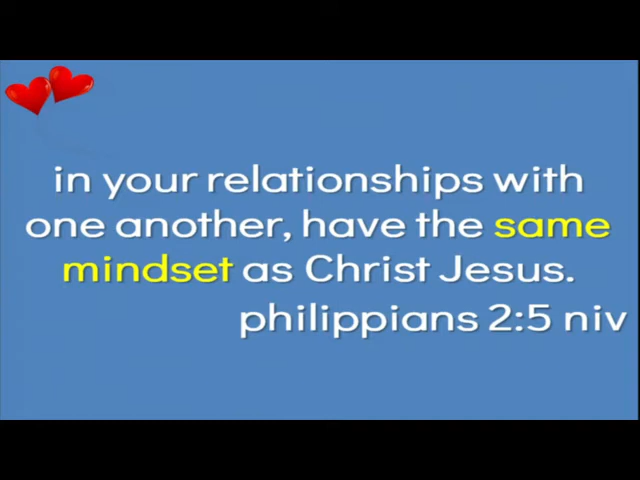 in your relationships with
one another, have the same
mindset as Christ Jesus.
philippians 2:5 niv